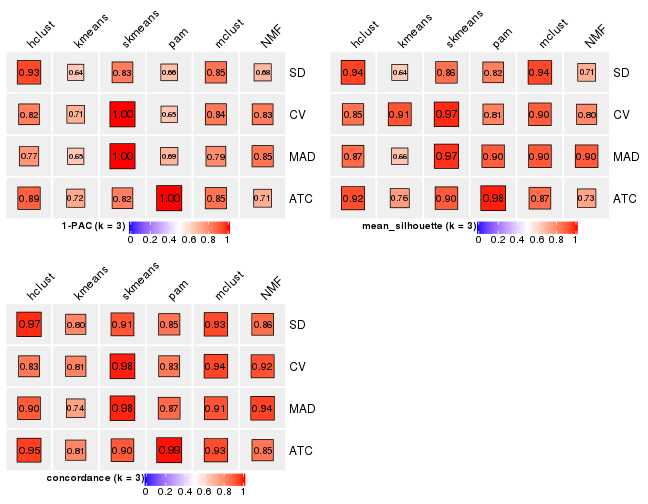 hclust kmeans skmeans pam mclust NMF
0.93 0.64 0.83 0.66 0.85 0.68 SD
0.82 0.71 1.00 0.65 0.84 0.83 CV
0.77 0.65 1.00 0.69 0.79 0.85 MAD
0.89 0.72 0.82 1.00 0.85 0.71 ATC
1-PAC (k = 3)
0 0.2 0.4 0.6 0.8 1
hclust kmeans skmeans pam mclust NMF
0.94 0.64 0.86 0.82 0.94 0.71 SD
0.85 0.91 0.97 0.81 0.90 0.80 CV
0.87 0.66 0.97 0.90 0.90 0.90 MAD
0.92 0.76 0.90 0.98 0.87 0.73 ATC
mean_silhouette (k = 3)
0 0.2 0.4 0.6 0.8 1
hclust kmeans skmeans pam mclust NMF
0.97 0.80 0.91 0.85 0.93 0.86 SD
0.83 0.81 0.98 0.83 0.94 0.92 CV
0.90 0.74 0.98 0.87 0.91 0.94 MAD
0.95 0.81 0.90 0.99 0.93 0.85 ATC
concordance (k = 3)
0 0.2 0.4 0.6 0.8 1